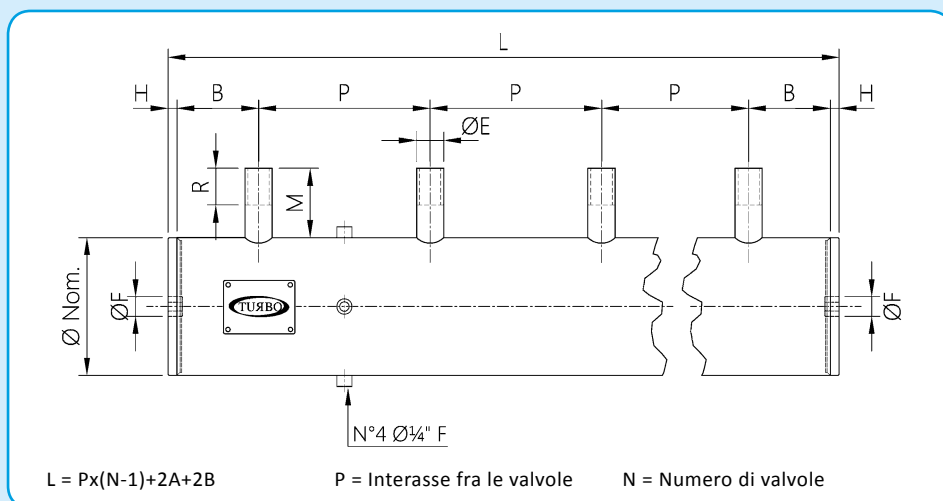 L
H B P P P B H
ØE
R
M
Ø Nom.
ØF
TURBO
ØF
N°4 Ø¼" F
L = Px(N-1)+2A+2B P = Interasse fra le valvole N = Numero di valvole